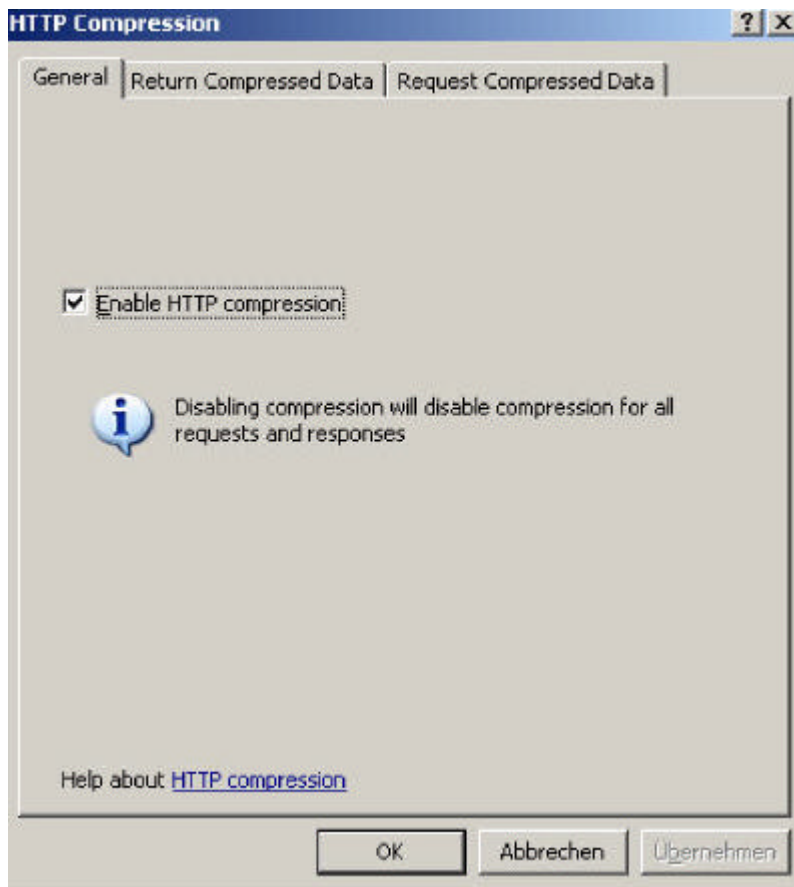 HTTP Compression
General
Return Compressed Data
Request Compressed Data
Enable HTTP compression
Disabling compression will disable compression for all
requests and responses
Help about HTTP compression
OK
Abbrechen
Übernehmen